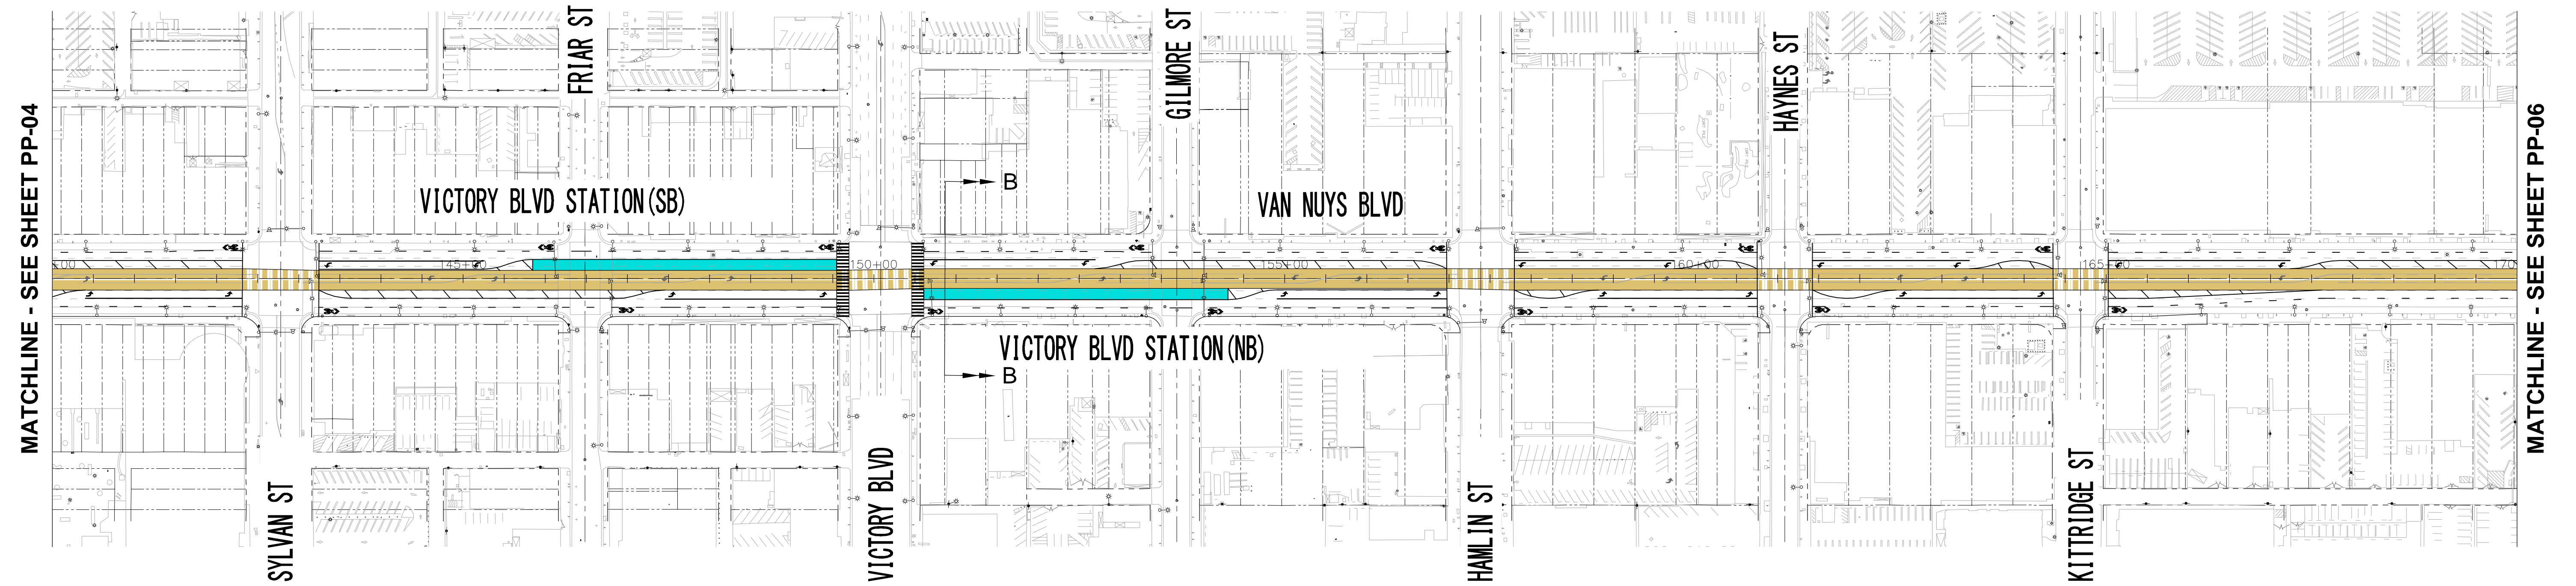 MATCHLINE - SEE SHEET PP-04
SYLVAN ST
FRIAR ST
VICTORY BLVD STATION(SB)
VICTORY BLVD
B
GILMORE ST
VAN NUYS BLVD
HAYNES ST
00
145+00
150+00
155+00
160+00
165+00
170
VICTORY BLVD STATION(NB)
B
HAMLIN ST
KITTRIDGE ST
MATCHLINE - SEE SHEET PP-06